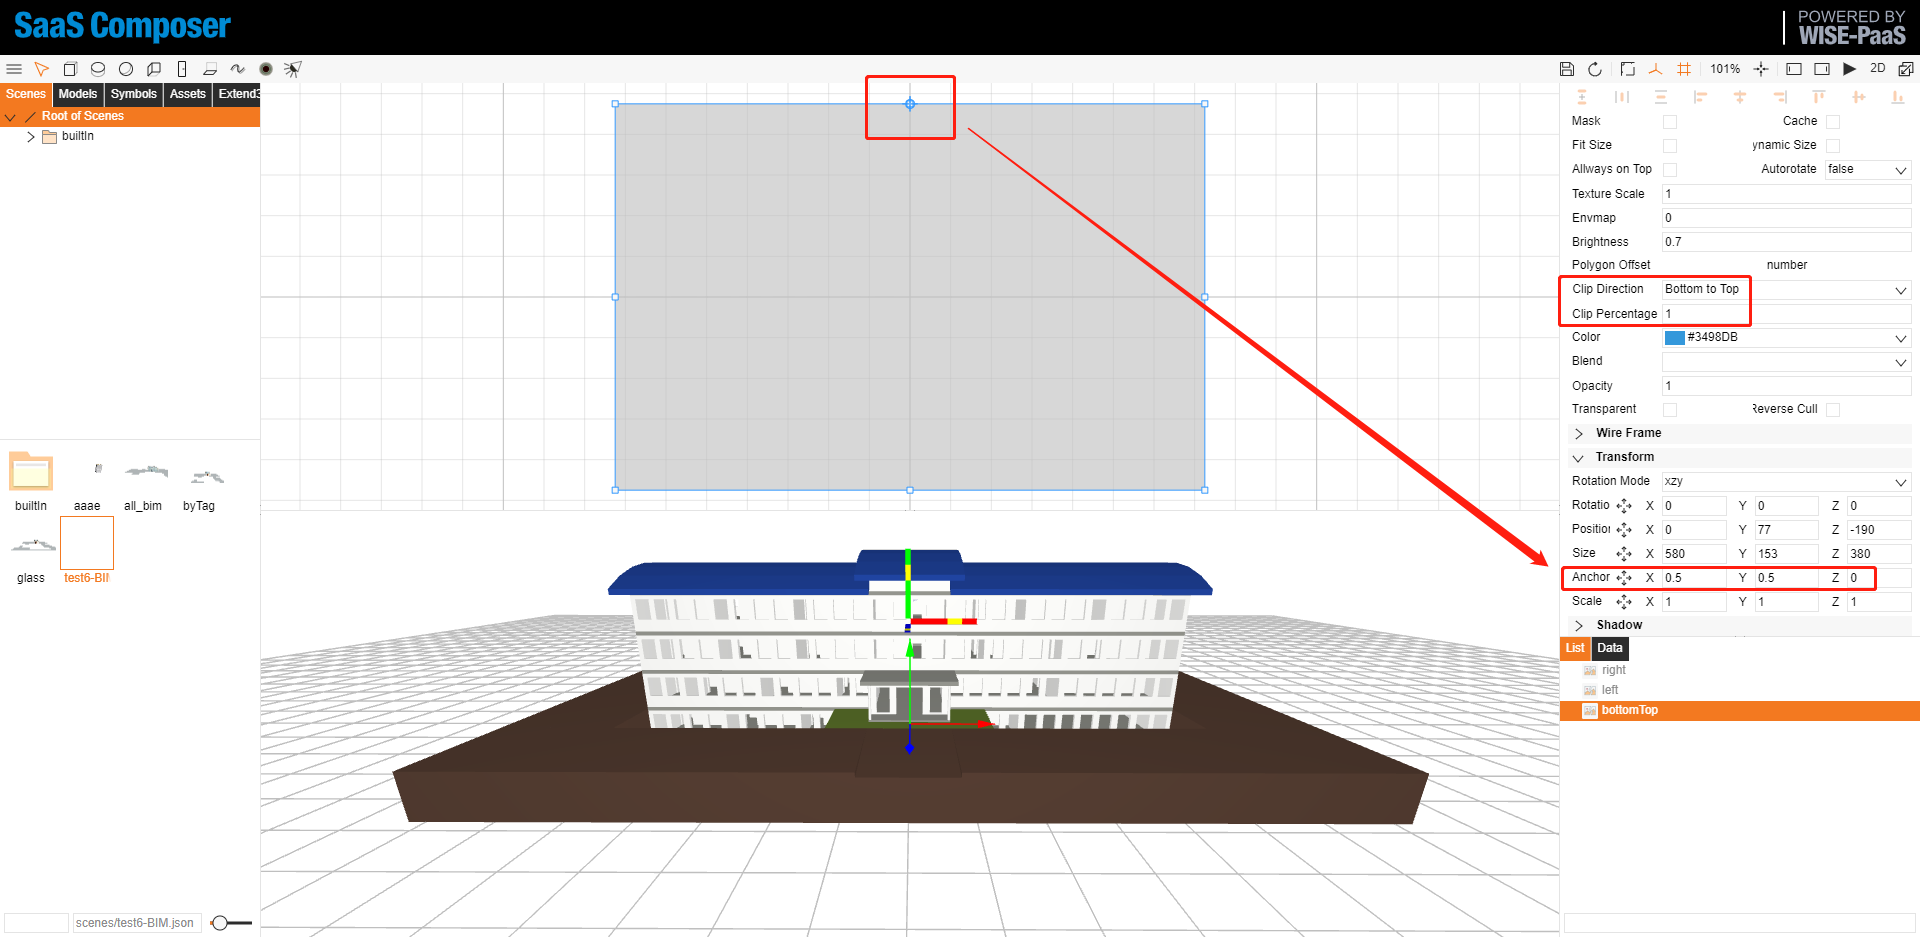 SaaS Composer
POWERED BY
WISE-PaaS
101%
2D
Scenes
Models
Symbols
Assets
Extend3
Root of Scenes
builtIn
builtIn
aaae
all_bim
byTag
glass
test6-BII
scenes/test6-BIM.json
Mask
Cache
Fit Size
ynamic Size
Allways on Top
Autorotate
false
Texture Scale
1
Envmap
0
Brightness
0.7
Polygon Offset
number
Clip Direction
Bottom to Top
Clip Percentage
1
Color
#3498DB
Blend
Opacity
1
Transparent
Reverse Cull
Wire Frame
Transform
Rotation Mode
xzy
Rotatio X 0 Y 0 Z 0
Position X 0 Y 77 Z -190
Size X 580 Y 153 Z 380
Anchor X 0.5 Y 0.5 Z 0
Scale X 1 Y 1 Z 1
Shadow
List
Data
right
left
bottomTop